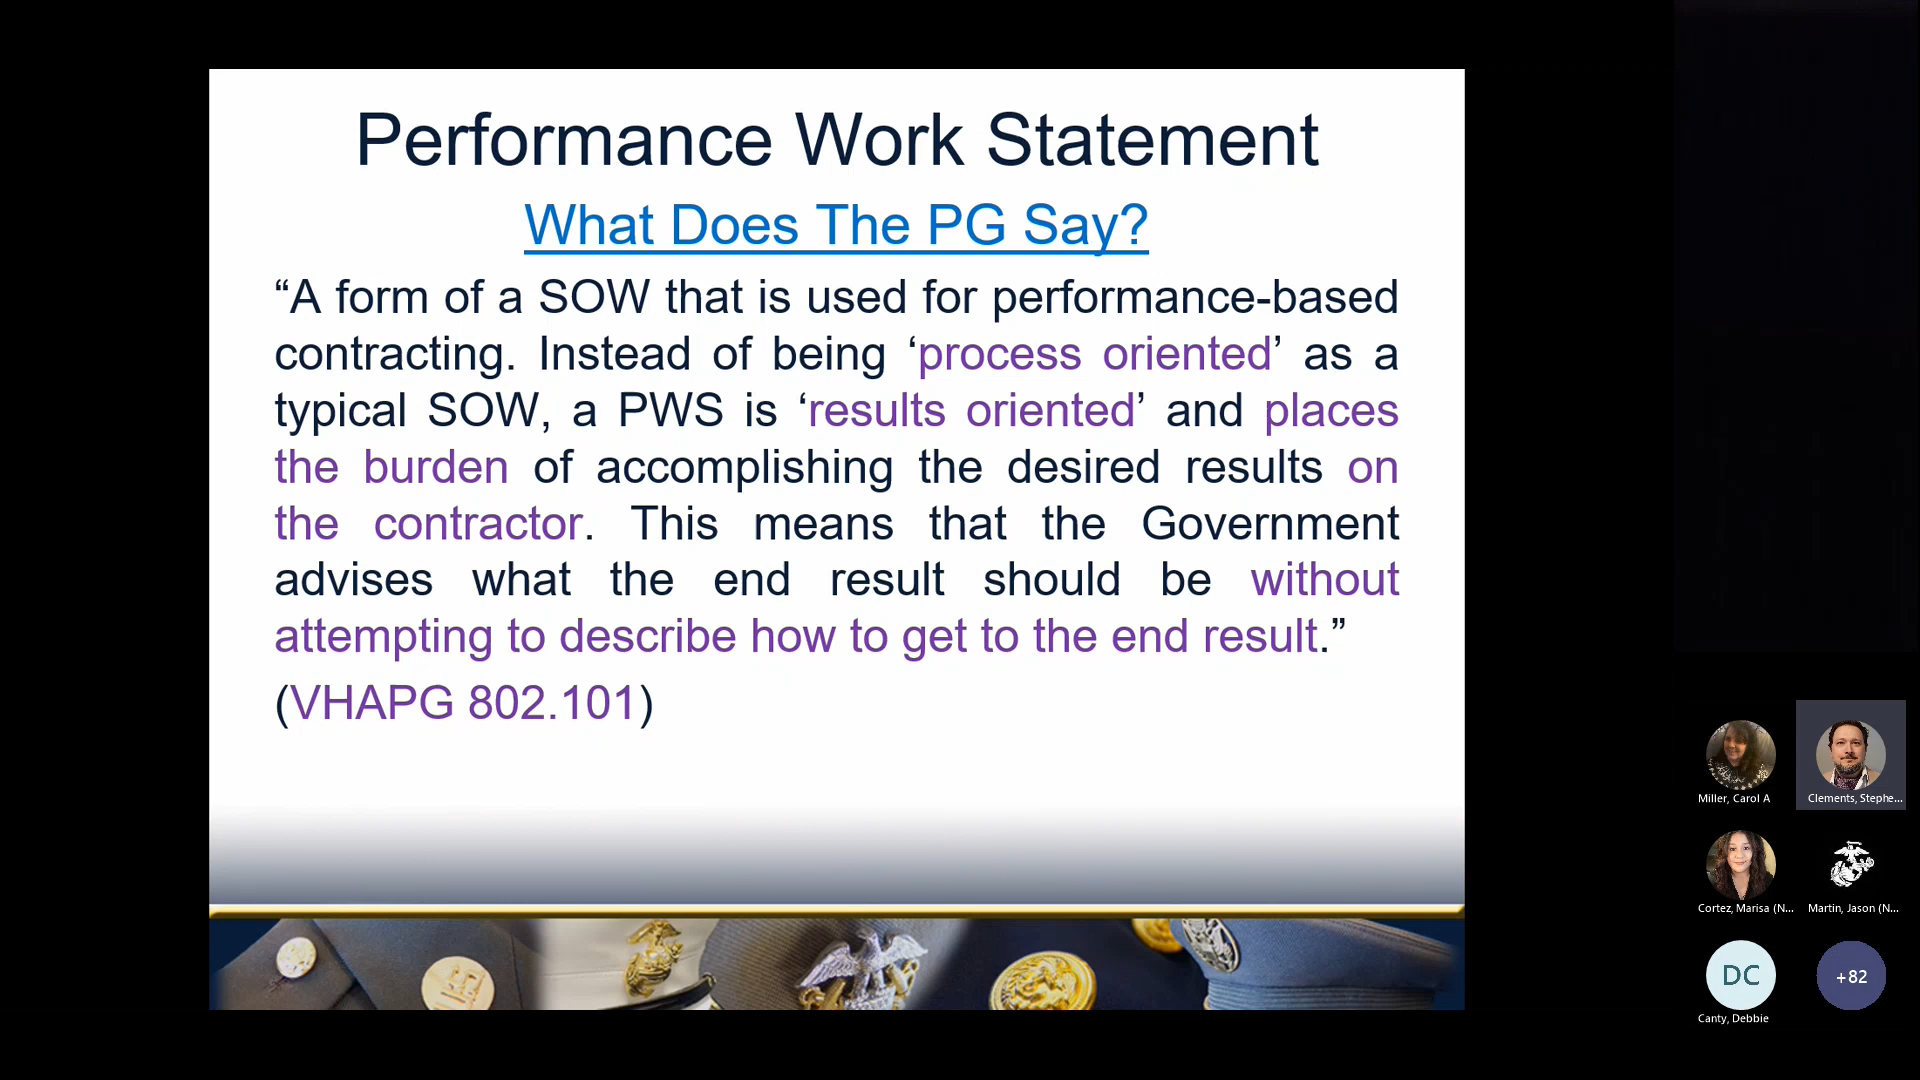 Performance Work Statement
What Does The PG Say?
“A form of a SOW that is used for performance-based
contracting. Instead of being ‘process oriented’ as a
typical SOW, a PWS is ‘results oriented’ and places
the burden of accomplishing the desired results on
the contractor. This means that the Government
advises what the end result should be without
attempting to describe how to get to the end result.”
(VHAPG 802.101)
Miller, Carol A
Clements, Stephe...
Cortez, Marisa (N...
Martin, Jason (N...
DC
+82
Canty, Debbie